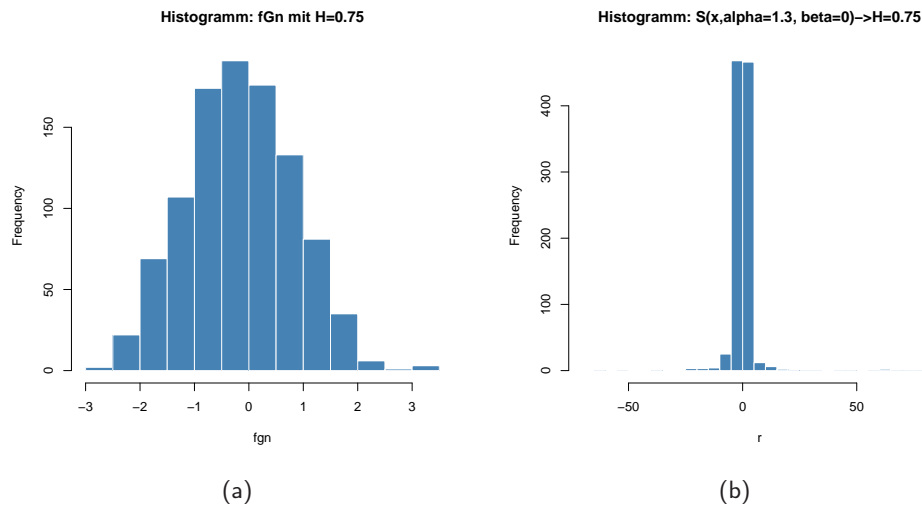 Histogramm: fGn mit H=0.75
Frequency
150
100
50
0
−3 −2 −1 0 1 2 3
fgn
(a)
Histogramm: S(x,alpha=1.3, beta=0)−>H=0.75
Frequency
400
300
200
100
0
−50 0 50
r
(b)